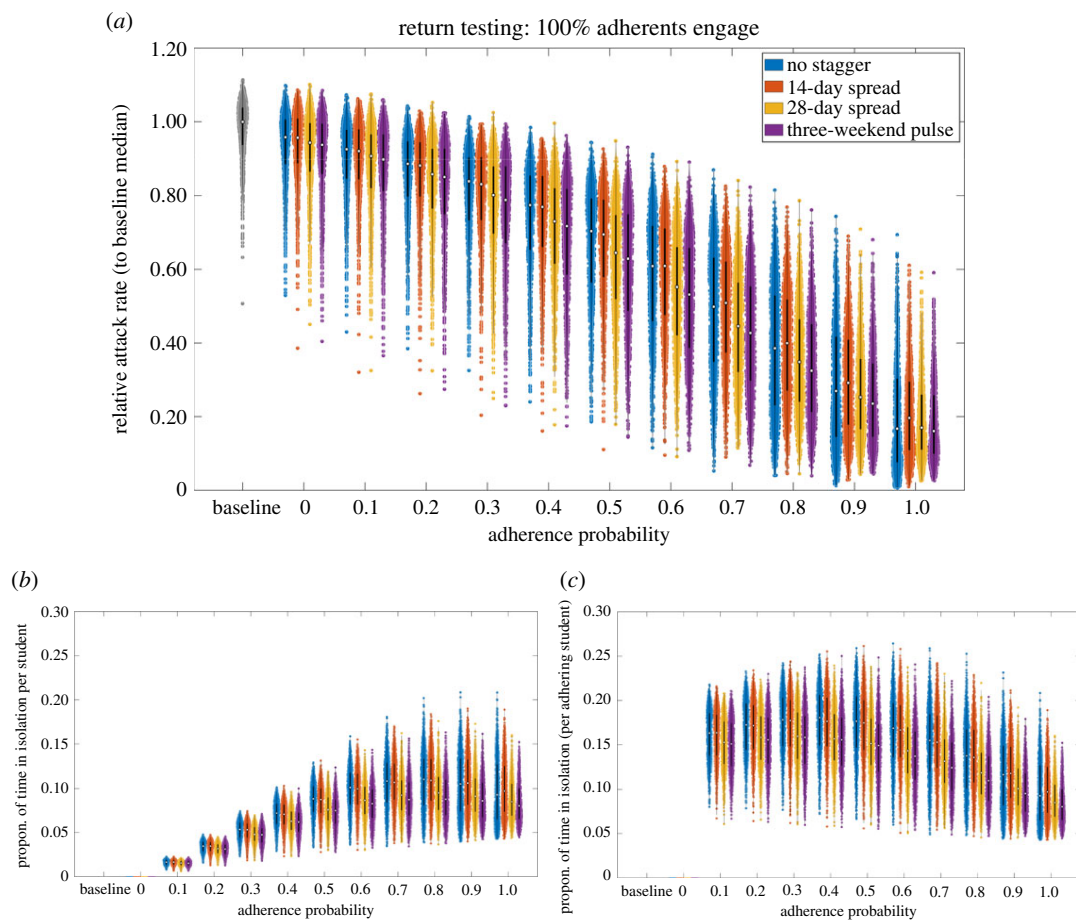 (a)
return testing: 100% adherents engage
relative attack rate (to baseline median)
1.20
1.00
0.80
0.60
0.40
0.20
0
no stagger
14-day spread
28-day spread
three-weekend pulse
baseline 0 0.1 0.2 0.3 0.4 0.5 0.6 0.7 0.8 0.9 1.0
adherence probability
(b)
propon. of time in isolation per student
0.30
0.25
0.20
0.15
0.10
0.05
0
baseline 0 0.1 0.2 0.3 0.4 0.5 0.6 0.7 0.8 0.9 1.0
adherence probability
(c)
propon. of time in isolation (per adhering student)
0.30
0.25
0.20
0.15
0.10
0.05
0
baseline 0 0.1 0.2 0.3 0.4 0.5 0.6 0.7 0.8 0.9 1.0
adherence probability